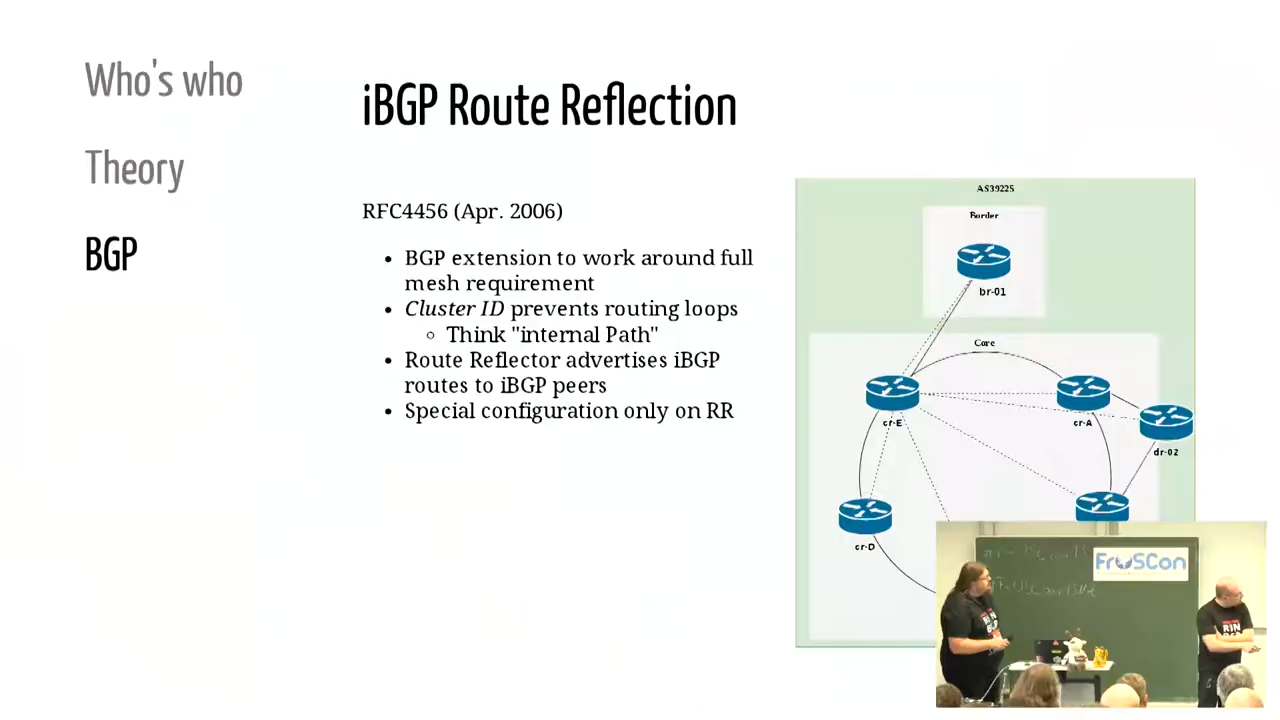 Who's who
Theory
BGP
iBGP Route Reflection
RFC4456 (Apr. 2006)
• BGP extension to work around full
mesh requirement
• Cluster ID prevents routing loops
◦ Think "internal Path"
• Route Reflector advertises iBGP
routes to iBGP peers
• Special configuration only on RR
AS39225
Border
br-01
Core
cr-E
cr-A
dr-02
cr-D
FrOSCon